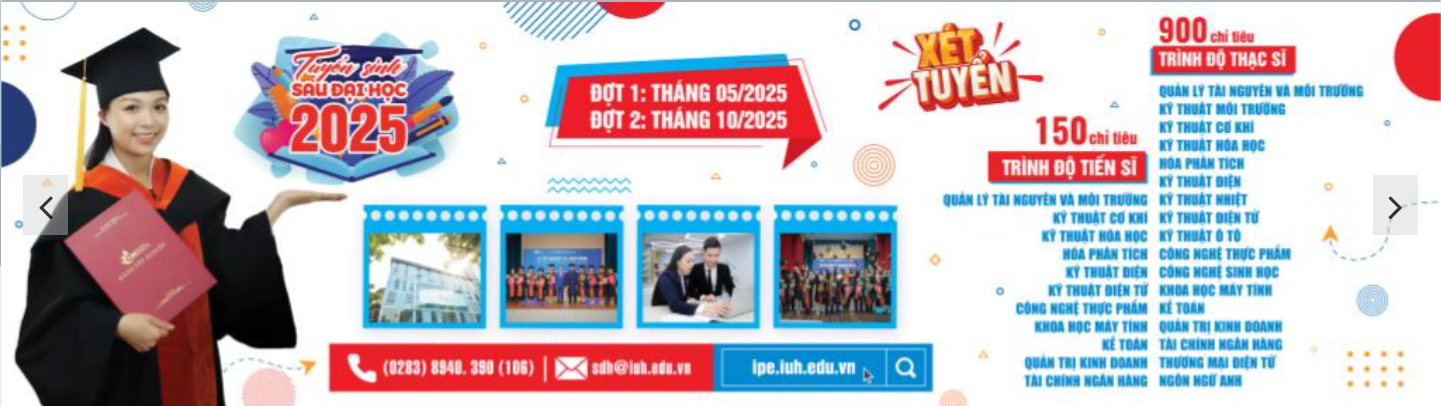 Tuyển sinh
SAU ĐẠI HỌC
2025
ĐỢT 1: THÁNG 05/2025
ĐỢT 2: THÁNG 10/2025
XÉT
TUYỂN
150 chỉ tiêu
TRÌNH ĐỘ TIẾN SĨ
QUẢN LÝ TÀI NGUYÊN VÀ MÔI TRƯỜNG
KỸ THUẬT CƠ KHÍ
KỸ THUẬT HÓA HỌC
HÓA PHÂN TÍCH
KỸ THUẬT ĐIỆN
KỸ THUẬT ĐIỆN TỬ
CÔNG NGHỆ THỰC PHẨM
KHOA HỌC MÁY TÍNH
KẾ TOÁN
QUẢN TRỊ KINH DOANH
TÀI CHÍNH NGÂN HÀNG
900 chỉ tiêu
TRÌNH ĐỘ THẠC SĨ
QUẢN LÝ TÀI NGUYÊN VÀ MÔI TRƯỜNG
KỸ THUẬT MÔI TRƯỜNG
KỸ THUẬT CƠ KHÍ
KỸ THUẬT HÓA HỌC
HÓA PHÂN TÍCH
KỸ THUẬT ĐIỆN
KỸ THUẬT NHIỆT
KỸ THUẬT ĐIỆN TỬ
KỸ THUẬT Ô TÔ
CÔNG NGHỆ THỰC PHẨM
CÔNG NGHỆ SINH HỌC
KHOA HỌC MÁY TÍNH
KẾ TOÁN
QUẢN TRỊ KINH DOANH
TÀI CHÍNH NGÂN HÀNG
THƯƠNG MẠI ĐIỆN TỬ
NGÔN NGỮ ANH
(0283) 8940. 390 (106)
sdh@iuh.edu.vn
ipe.iuh.edu.vn